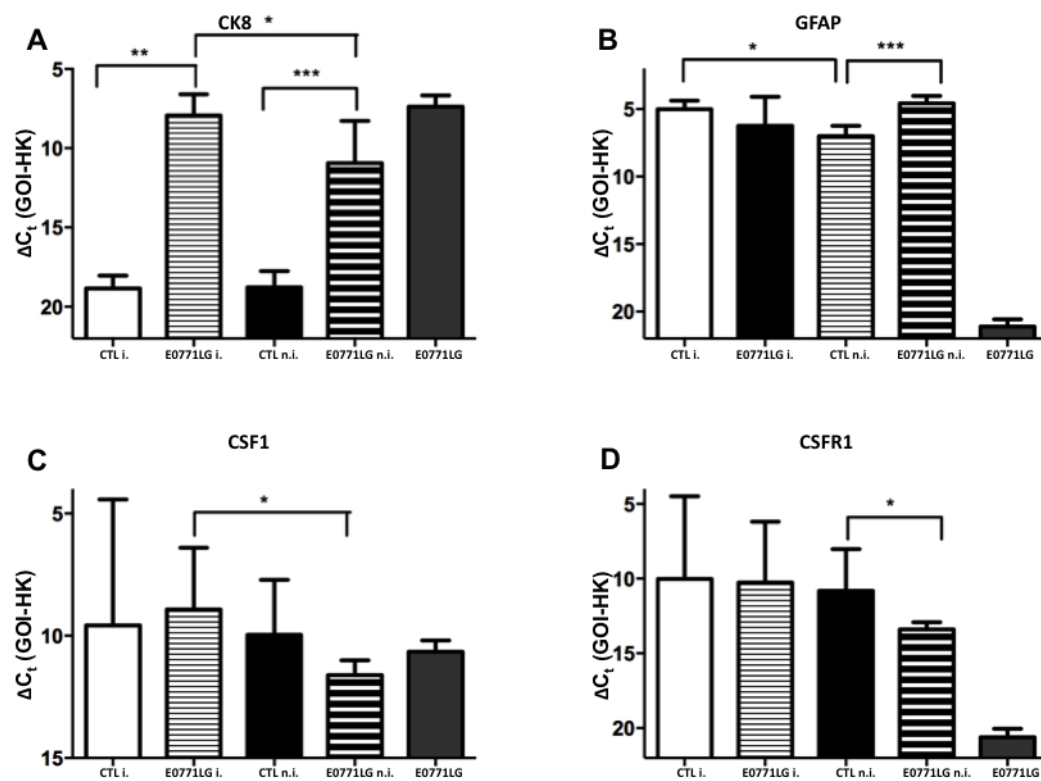 A
CK8
**
*
***
5
10
15
20
ΔCt (GOI-HK)
CTL i.
E0771LG i.
CTL n.i.
E0771LG n.i.
E0771LG
B
GFAP
*
***
5
10
15
20
ΔCt (GOI-HK)
CTL i.
E0771LG i.
CTL n.i.
E0771LG n.i.
E0771LG
C
CSF1
*
5
10
15
ΔCt (GOI-HK)
CTL i.
E0771LG i.
CTL n.i.
E0771LG n.i.
E0771LG
D
CSFR1
*
5
10
15
20
ΔCt (GOI-HK)
CTL i.
E0771LG i.
CTL n.i.
E0771LG n.i.
E0771LG